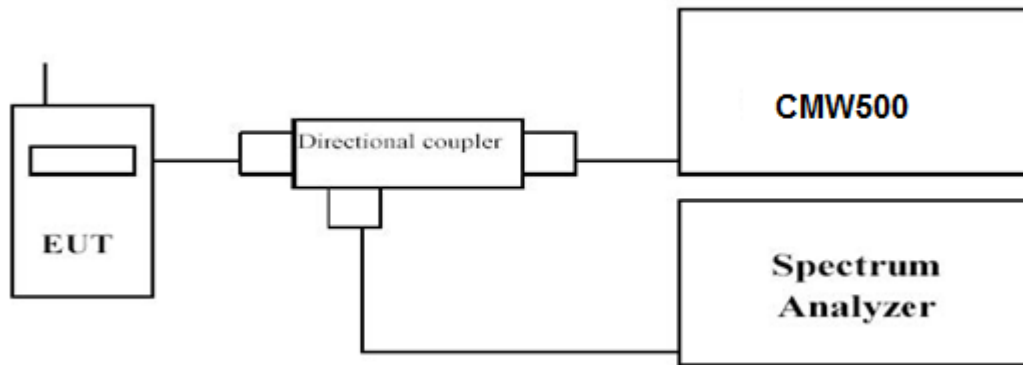 CMW500
Directional coupler
EUT
Spectrum
Analyzer